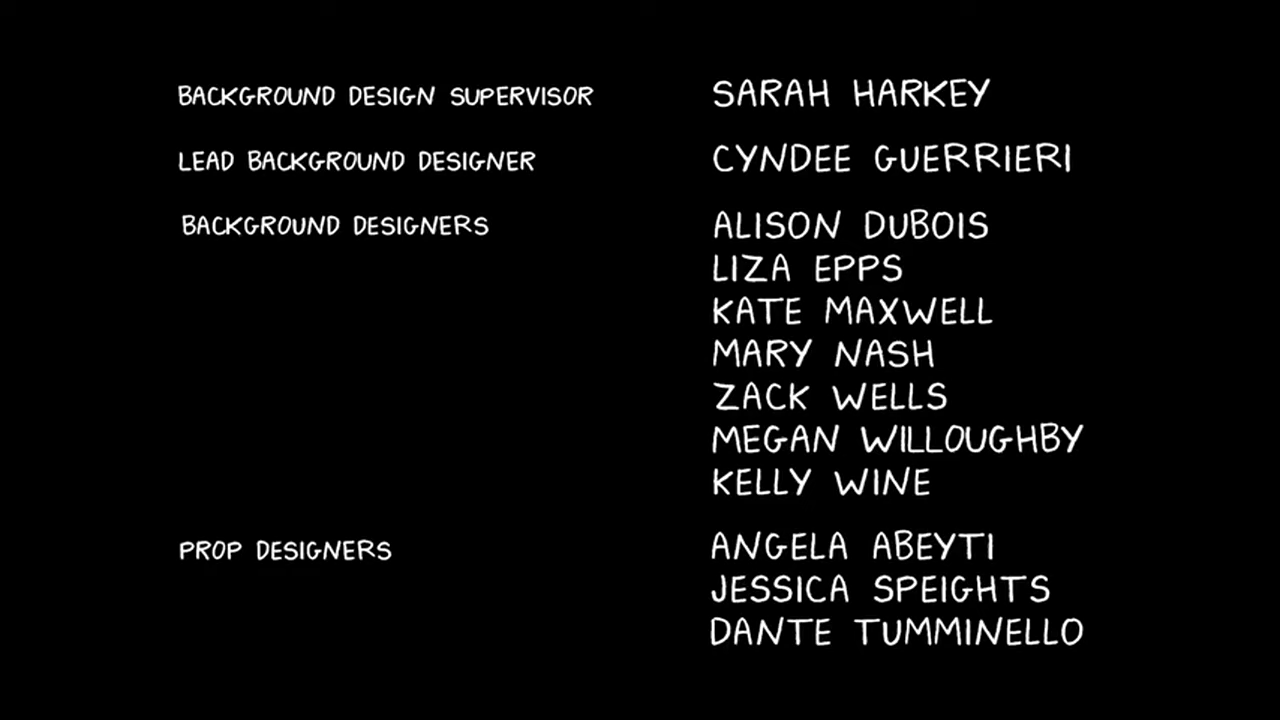 BACKGROUND DESIGN SUPERVISOR SARAH HARKEY
LEAD BACKGROUND DESIGNER CYNDEE GUERRIERI
BACKGROUND DESIGNERS ALISON DUBOIS
LIZA EPPS
KATE MAXWELL
MARY NASH
ZACK WELLS
MEGAN WILLOUGHBY
KELLY WINE
PROP DESIGNERS ANGELA ABEYTI
JESSICA SPEIGHTS
DANTE TUMMINELLO